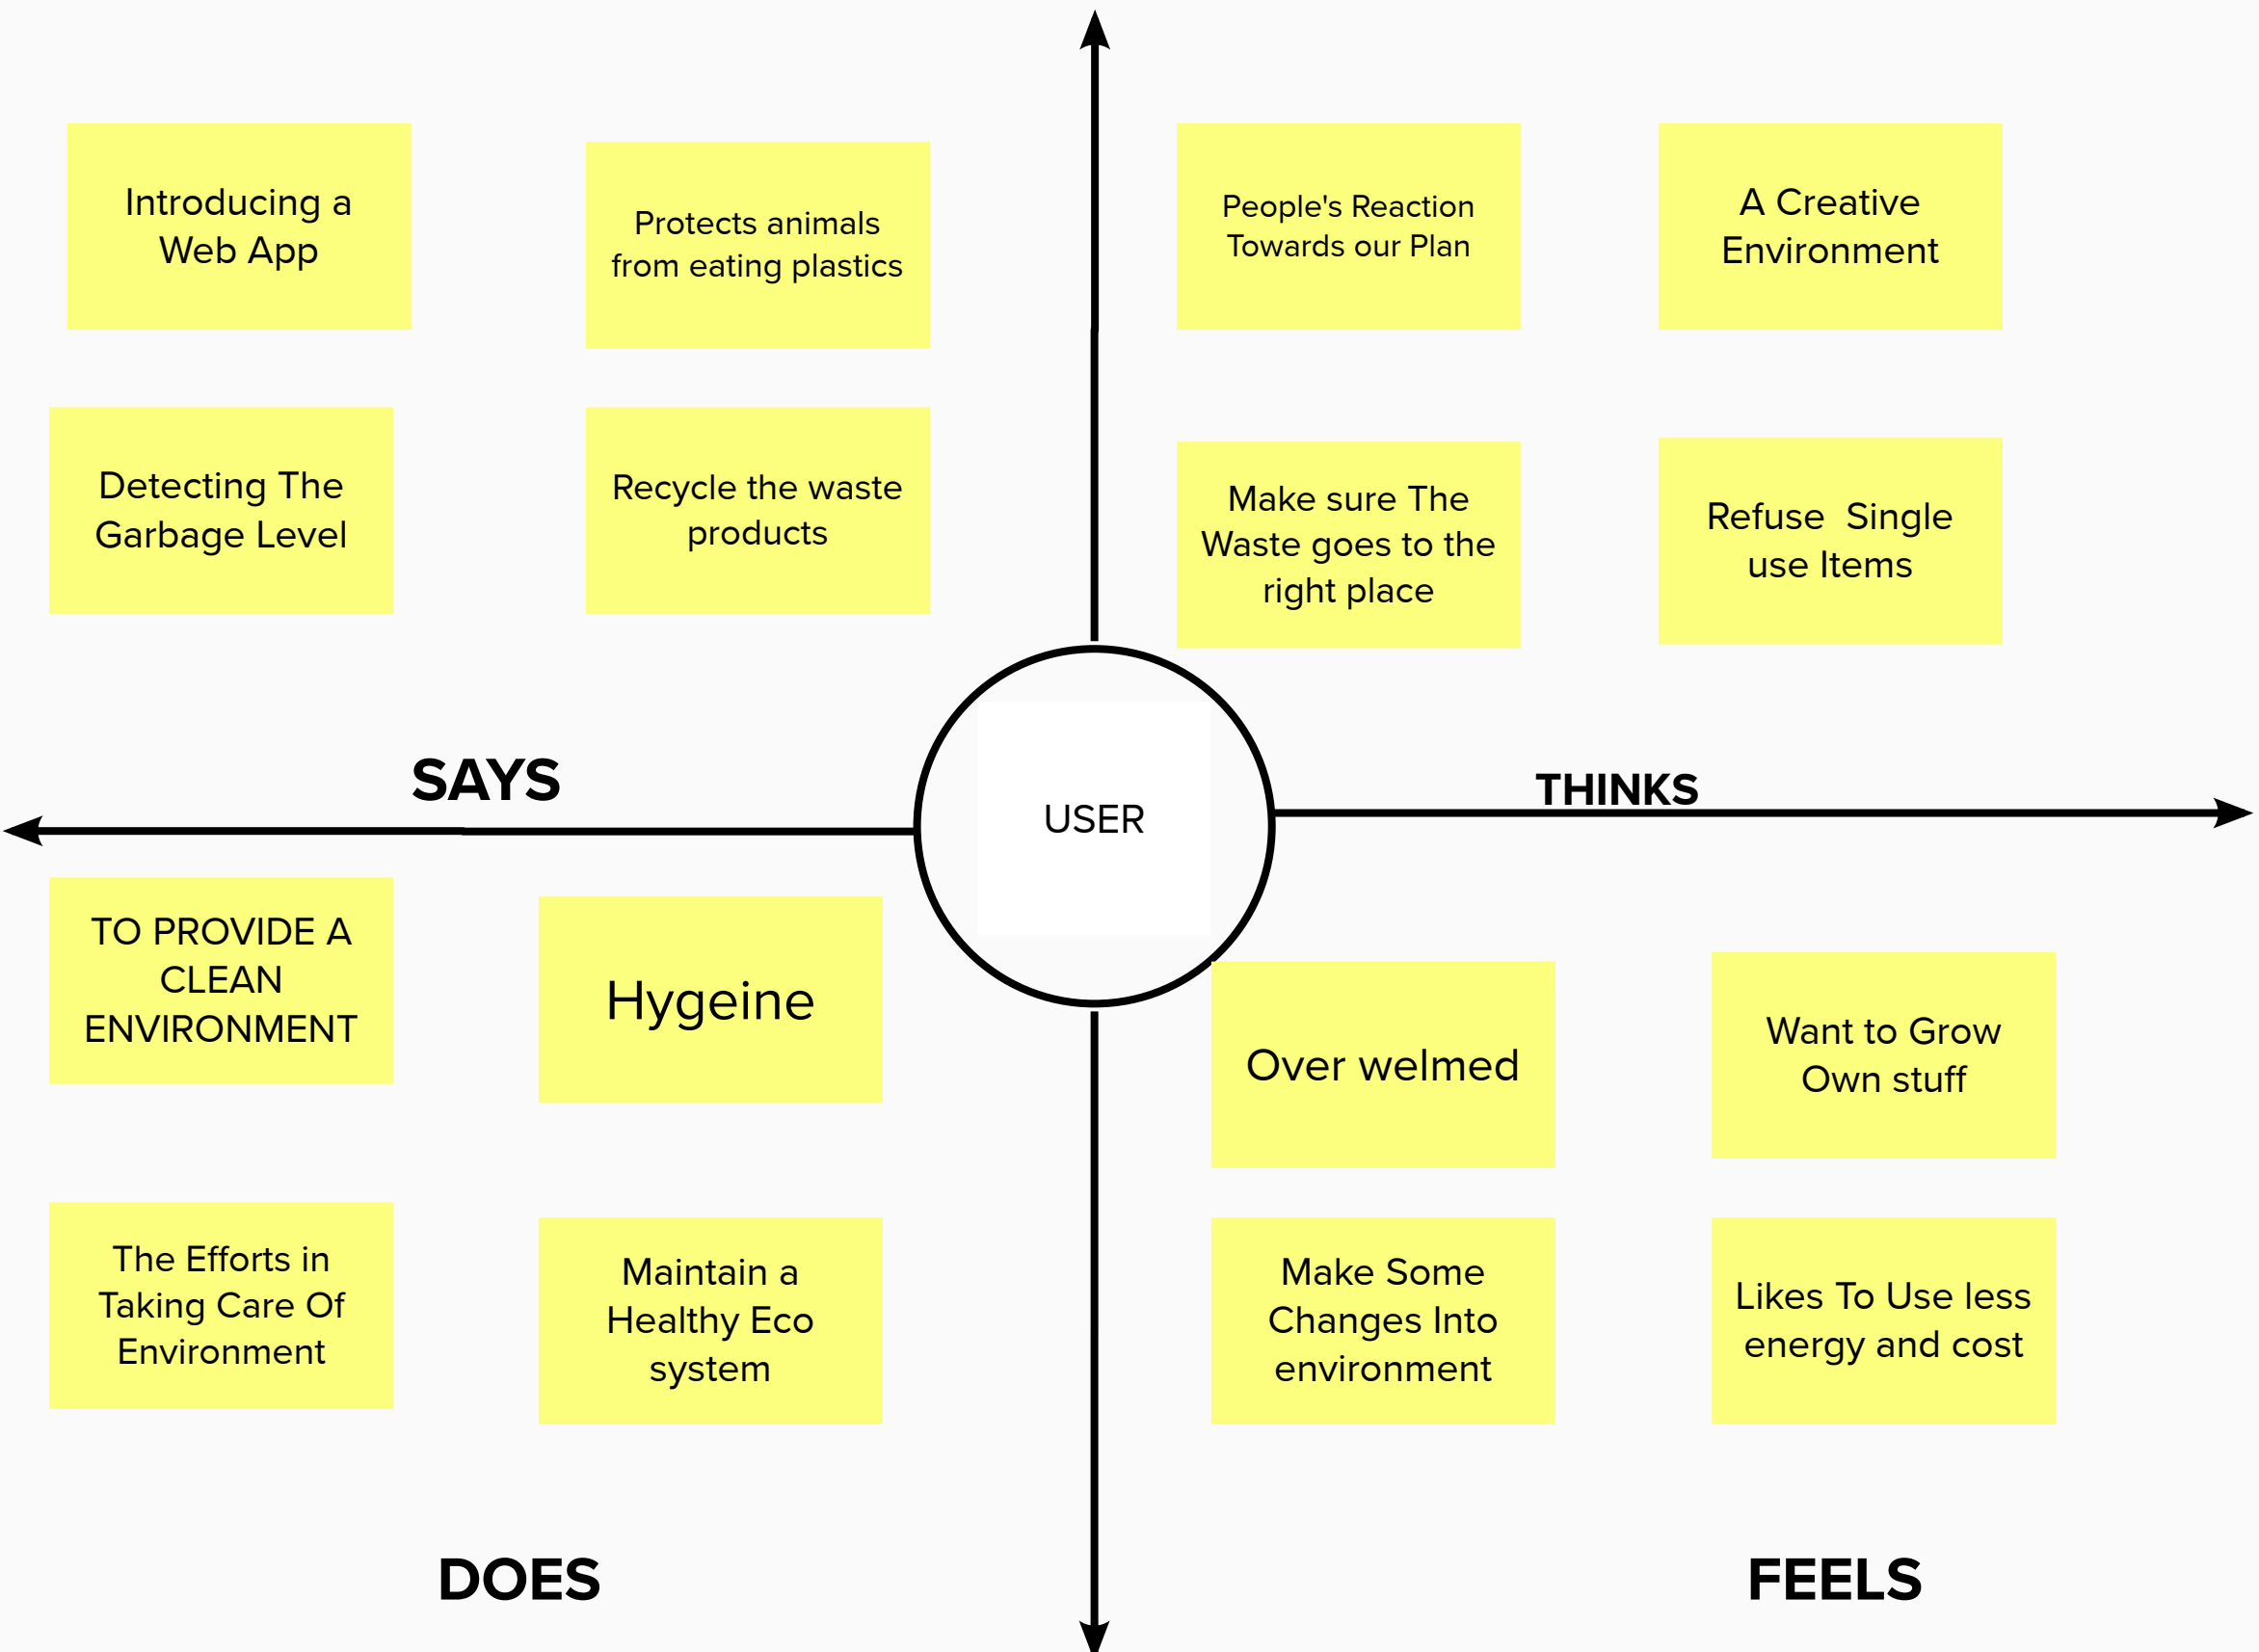 Introducing a
Web App
Protects animals
from eating plastics
Detecting The
Garbage Level
Recycle the waste
products
SAYS
People's Reaction
Towards our Plan
A Creative
Environment
Make sure The
Waste goes to the
right place
Refuse  Single
use Items
THINKS
USER
TO PROVIDE A
CLEAN
ENVIRONMENT
Hygeine
The Efforts in
Taking Care Of
Environment
Maintain a
Healthy Eco
system
DOES
Over welmed
Want to Grow
Own stuff
Make Some
Changes Into
environment
Likes To Use less
energy and cost
FEELS